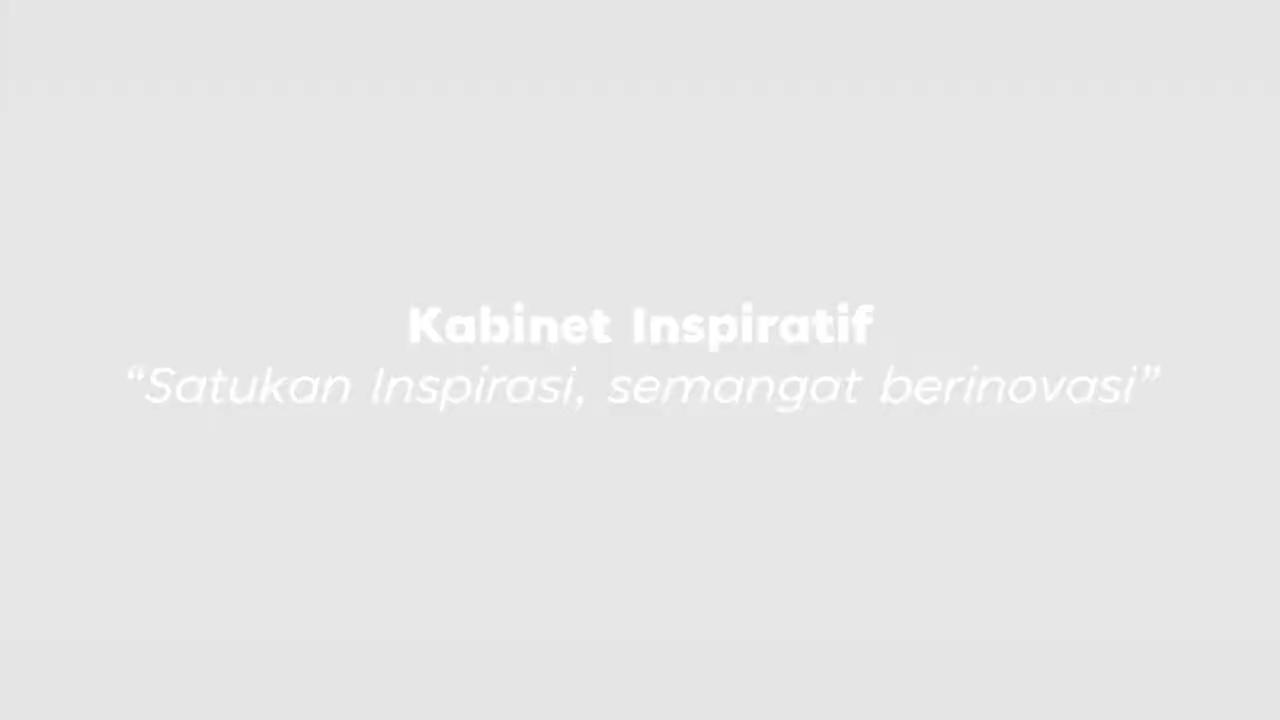 Kabinet Inspiratif
“Satukan Inspirasi, semangat berinovasi”